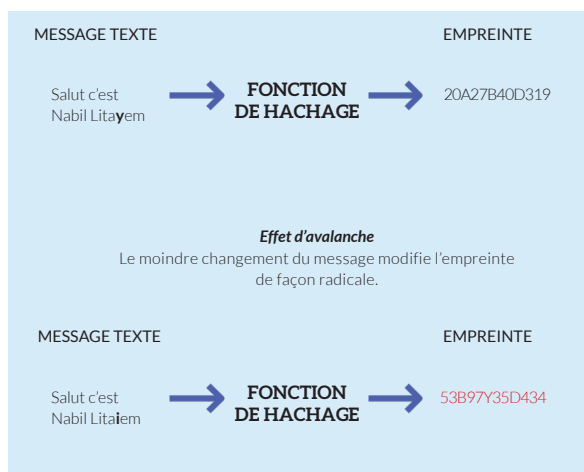 MESSAGE TEXTE
EMPREINTE
Salut c’est
Nabil Litayem
FONCTION
DE HACHAGE
20A27B40D319
Effet d’avalanche
Le moindre changement du message modifie l’empreinte
de façon radicale.
MESSAGE TEXTE
EMPREINTE
Salut c’est
Nabil Litaiem
FONCTION
DE HACHAGE
53B97Y35D434